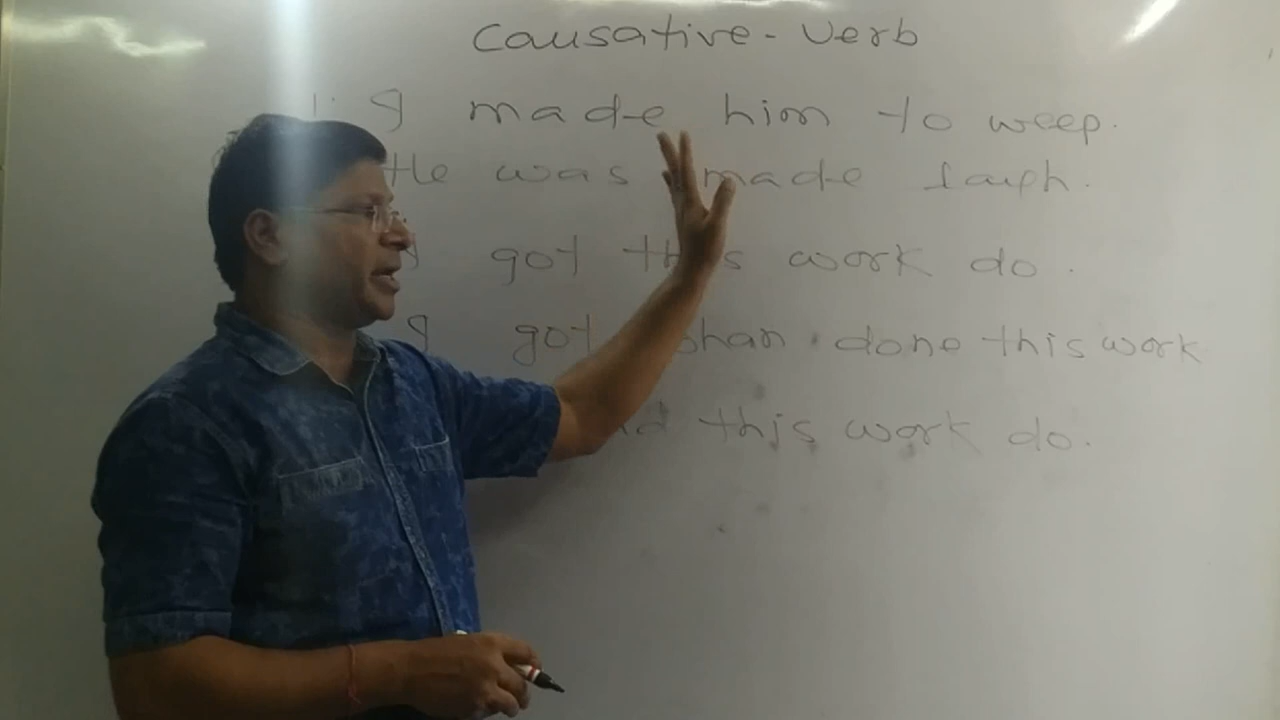 Causative - Verb
1. I made him to weep.
He was made laugh.
I got this work do.
I got done this work
this work do.